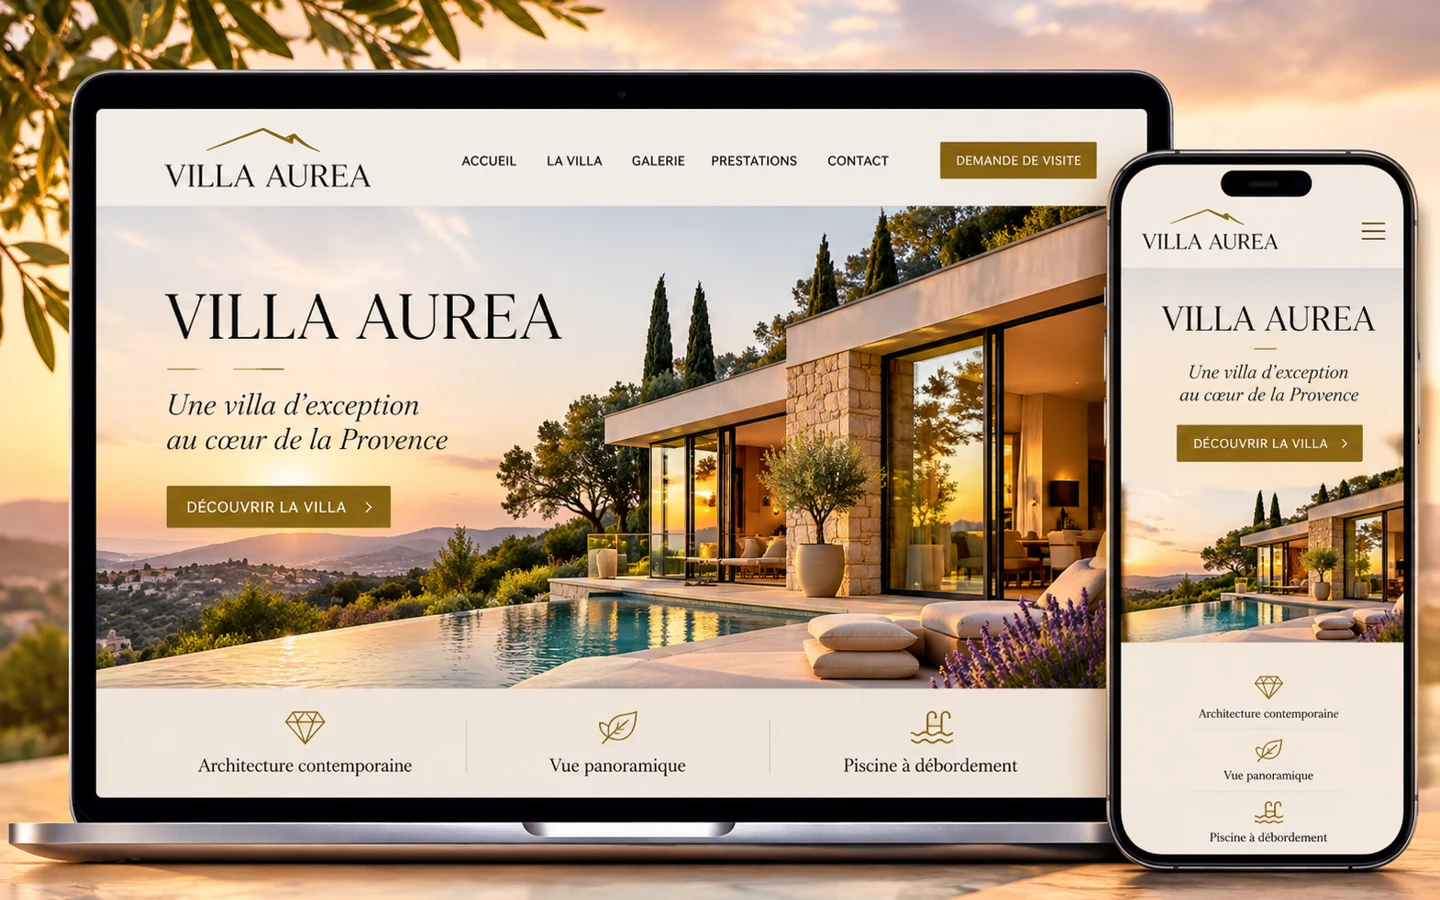 VILLA AUREA
ACCUEIL LA VILLA GALERIE PRESTATIONS CONTACT DEMANDE DE VISITE
VILLA AUREA
Une villa d’exception
au cœur de la Provence
DÉCOUVRIR LA VILLA
Architecture contemporaine
Vue panoramique
Piscine à débordement
VILLA AUREA
VILLA AUREA
Une villa d’exception
au cœur de la Provence
DÉCOUVRIR LA VILLA
Architecture contemporaine
Vue panoramique
Piscine à débordement